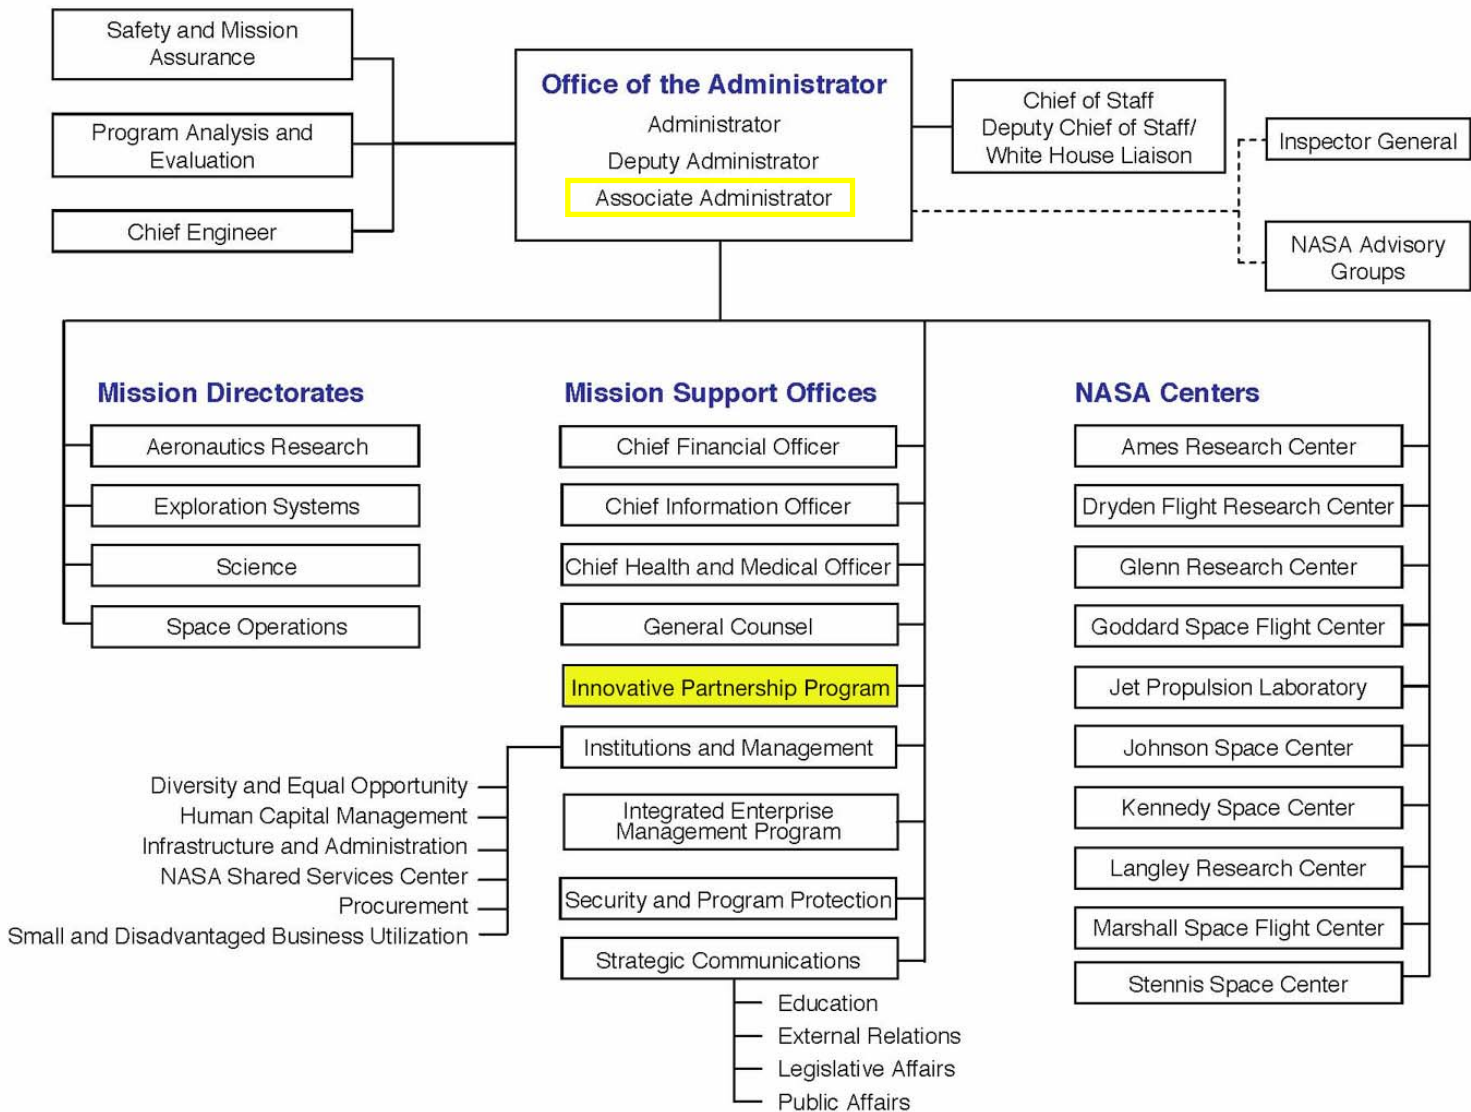 Safety and Mission
Assurance
Program Analysis and
Evaluation
Chief Engineer
Office of the Administrator
Administrator
Deputy Administrator
Associate Administrator
Chief of Staff
Deputy Chief of Staff/
White House Liaison
Inspector General
NASA Advisory
Groups
Mission Directorates
Aeronautics Research
Exploration Systems
Science
Space Operations
Mission Support Offices
Chief Financial Officer
Chief Information Officer
Chief Health and Medical Officer
General Counsel
Innovative Partnership Program
Institutions and Management
Diversity and Equal Opportunity
Human Capital Management
Infrastructure and Administration
NASA Shared Services Center
Procurement
Small and Disadvantaged Business Utilization
Integrated Enterprise
Management Program
Security and Program Protection
Strategic Communications
Education
External Relations
Legislative Affairs
Public Affairs
NASA Centers
Ames Research Center
Dryden Flight Research Center
Glenn Research Center
Goddard Space Flight Center
Jet Propulsion Laboratory
Johnson Space Center
Kennedy Space Center
Langley Research Center
Marshall Space Flight Center
Stennis Space Center